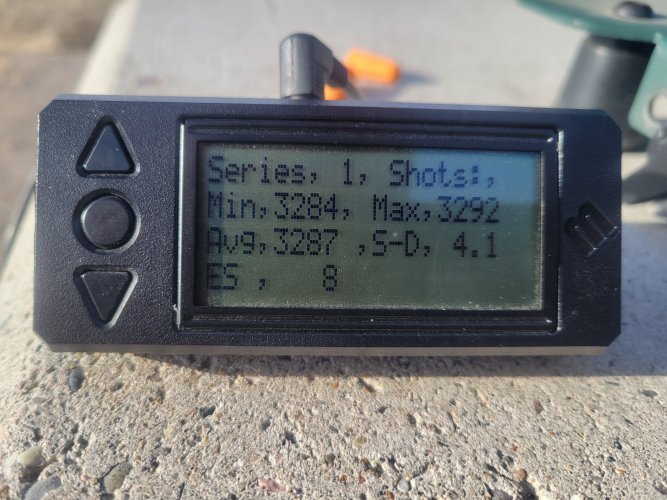 Series, 1, Shots:,
Min,3284, Max,3292
Avg,3287 ,S-D, 4.1
ES , 8
m